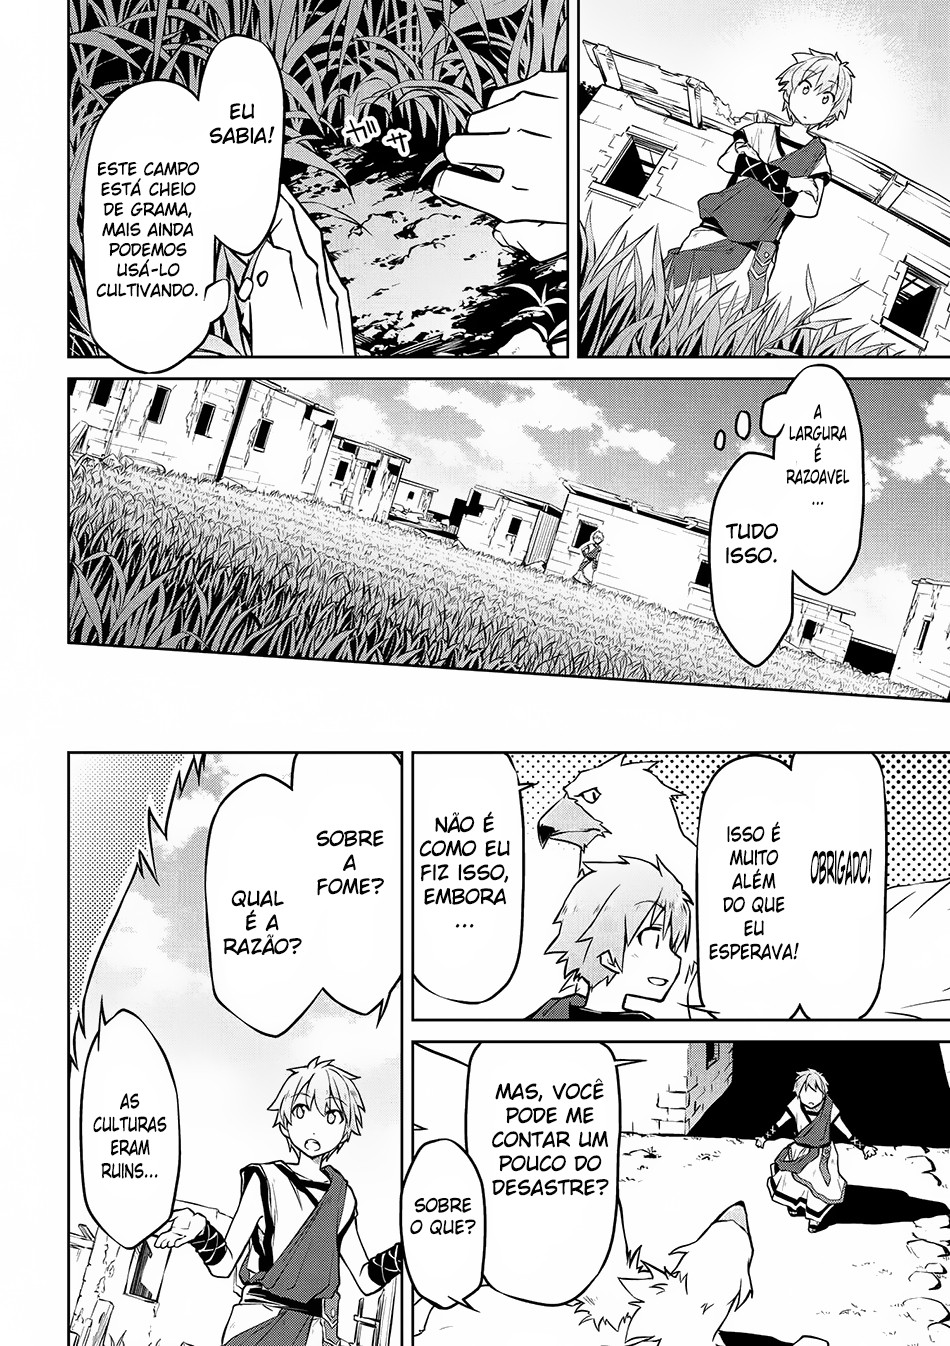 EU
SABIA!
ESTE CAMPO
ESTÁ CHEIO
DE GRAMA,
MAIS AINDA
PODEMOS
USÁ-LO
CULTIVANDO.
ガサ
A
LARGURA
É
RAZOAVEL
...
TUDO
ISSO.
OBRIGADO!
ISSO É
MUITO
ALÉM
DO QUE
EU
ESPERAVA!
NÃO É
COMO EU
FIZ ISSO,
EMBORA
...
MAS, VOCÊ
PODE ME
CONTAR UM
POUCO DO
DESASTRE?
SOBRE
O QUE?
SOBRE
A
FOME?
QUAL
É A
RAZÃO?
AS
CULTURAS
ERAM
RUINS...